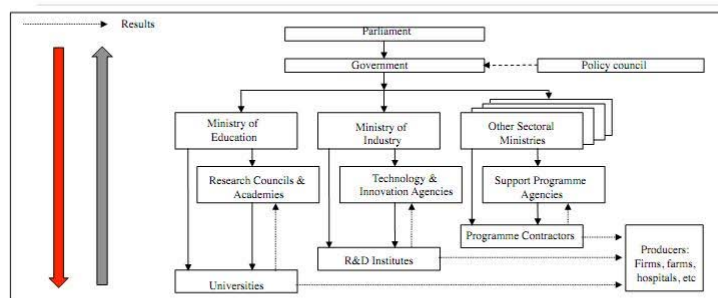 Results
Parliament
Government
Policy council
Ministry of
Education
Ministry of
Industry
Other Sectoral
Ministries
Research Councils &
Academies
Technology &
Innovation Agencies
Support Programme
Agencies
Programme Contractors
R&D Institutes
Universities
Producers:
Firms, farms,
hospitals, etc